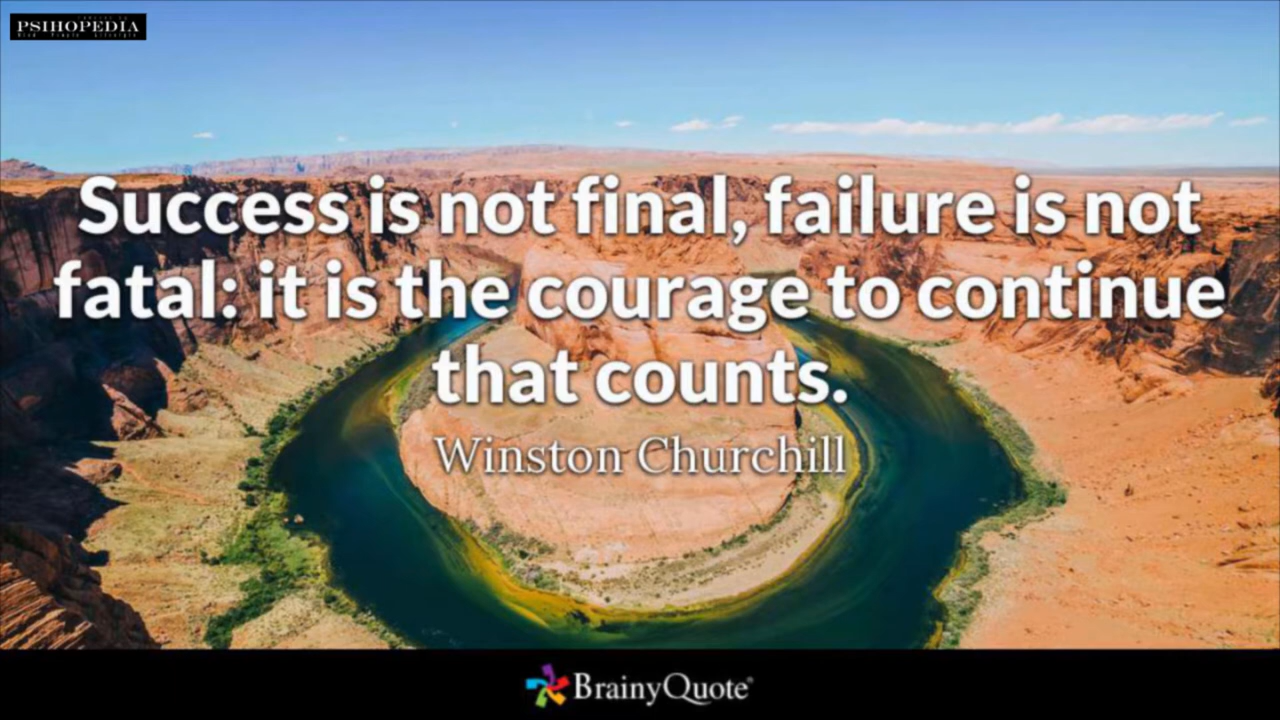 PSIHOPEDIA
Success is not final, failure is not
fatal: it is the courage to continue
that counts.
Winston Churchill
BrainyQuote®